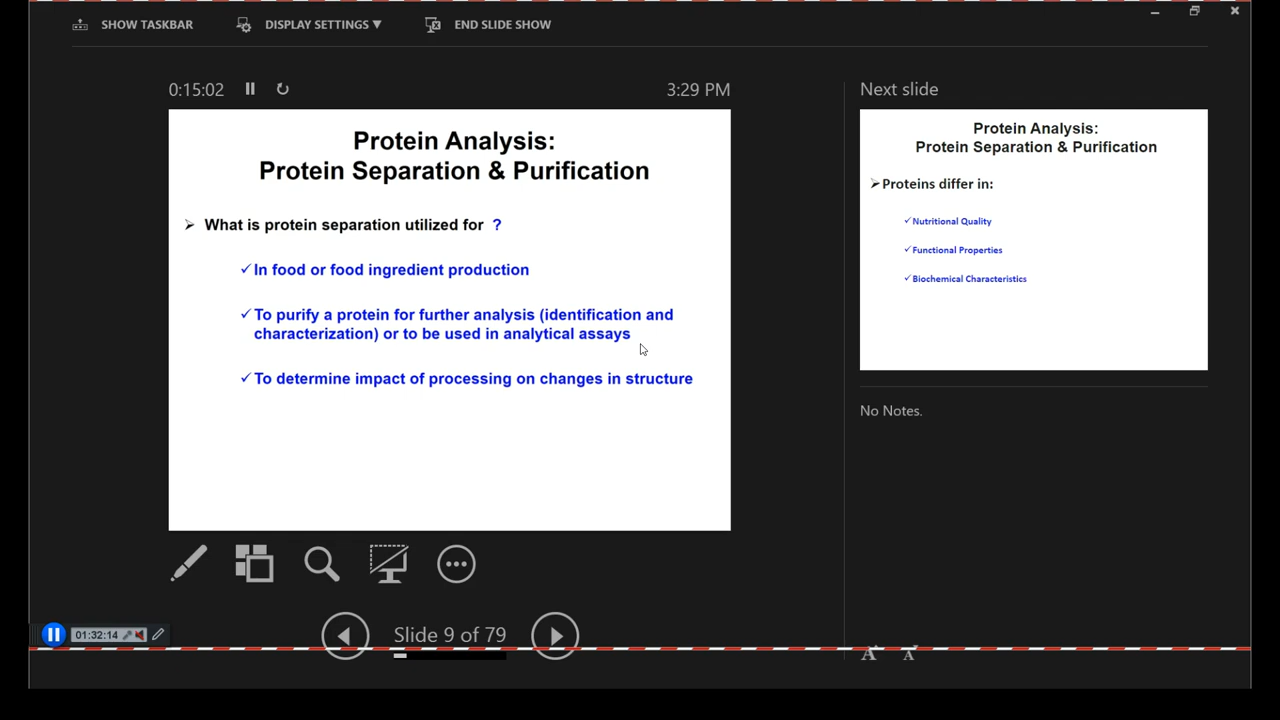 SHOW TASKBAR
DISPLAY SETTINGS ▼
END SLIDE SHOW
0:15:02
3:29 PM
Protein Analysis:
Protein Separation & Purification
➢ What is protein separation utilized for ?
✓In food or food ingredient production
✓To purify a protein for further analysis (identification and
characterization) or to be used in analytical assays
✓To determine impact of processing on changes in structure
Next slide
Protein Analysis:
Protein Separation & Purification
➢Proteins differ in:
✓Nutritional Quality
✓Functional Properties
✓Biochemical Characteristics
No Notes.
01:32:14
Slide 9 of 79
A A